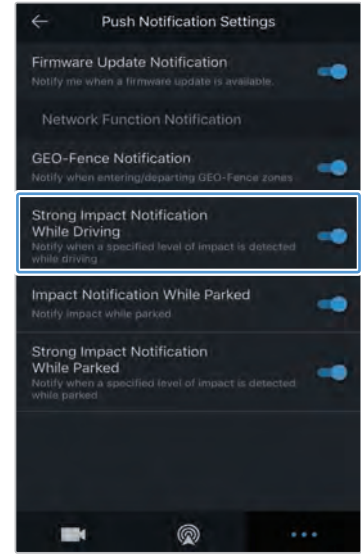 Push Notification Settings
Firmware Update Notification
Notify me when a firmware update is available.
Network Function Notification
GEO-Fence Notification
Notify when entering/departing GEO-Fence zones
Strong Impact Notification
While Driving
Notify when a specified level of impact is detected
while driving
Impact Notification While Parked
Notify impact while parked
Strong Impact Notification
While Parked
Notify when a specified level of impact is detected
while parked